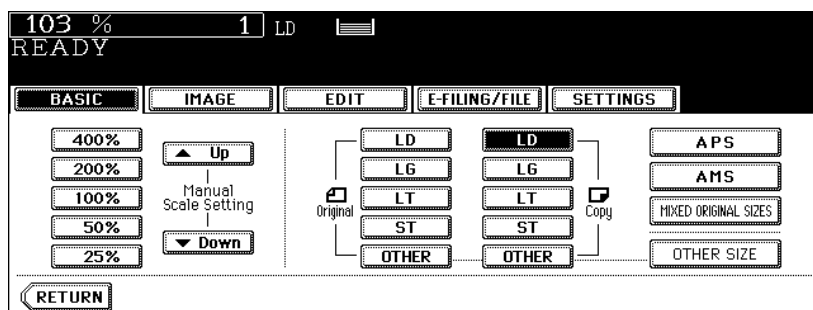 103 % 1 LD
READY
BASIC IMAGE EDIT E-FILING/FILE SETTINGS
400% LD LD APS
Up
200% LG LG AMS
Manual
Scale Setting
100% Original LT LT Copy MIXED ORIGINAL SIZES
50% ST ST
Down
25% OTHER OTHER OTHER SIZE
RETURN